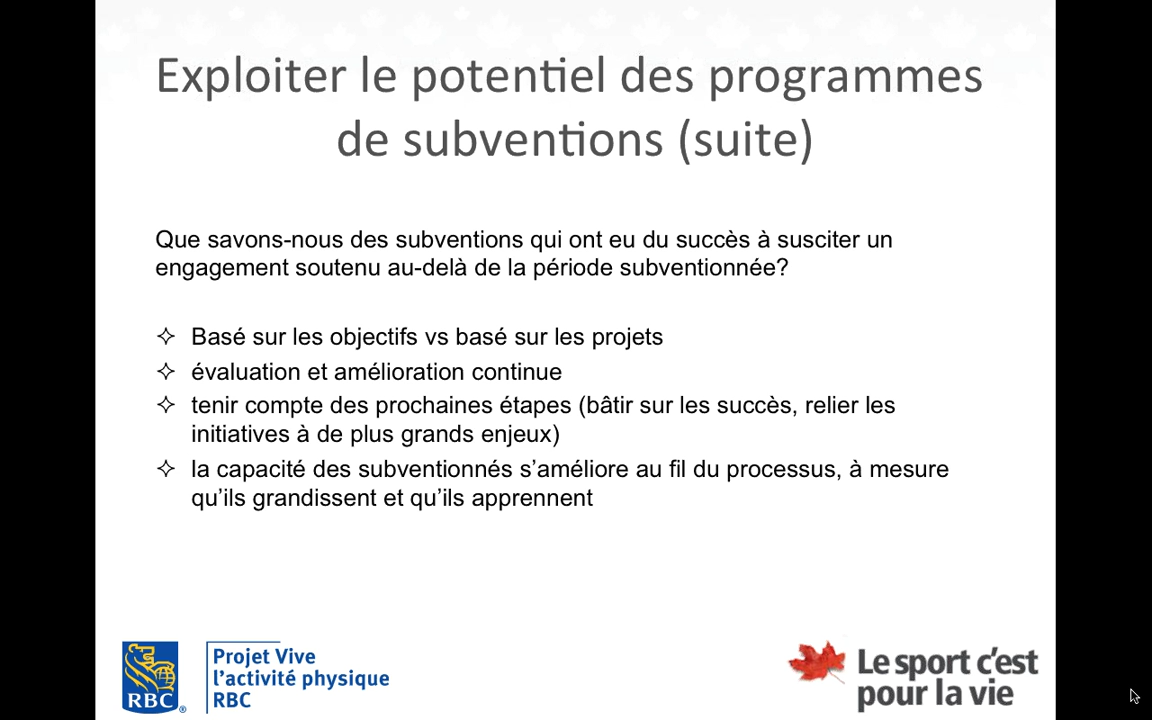 Exploiter le potentiel des programmes
de subventions (suite)
Que savons-nous des subventions qui ont eu du succès à susciter un
engagement soutenu au-delà de la période subventionnée?
Basé sur les objectifs vs basé sur les projets
évaluation et amélioration continue
tenir compte des prochaines étapes (bâtir sur les succès, relier les
initiatives à de plus grands enjeux)
la capacité des subventionnés s’améliore au fil du processus, à mesure
qu’ils grandissent et qu’ils apprennent
RBC®
Projet Vive
l’activité physique
RBC
Le sport c’est
pour la vie